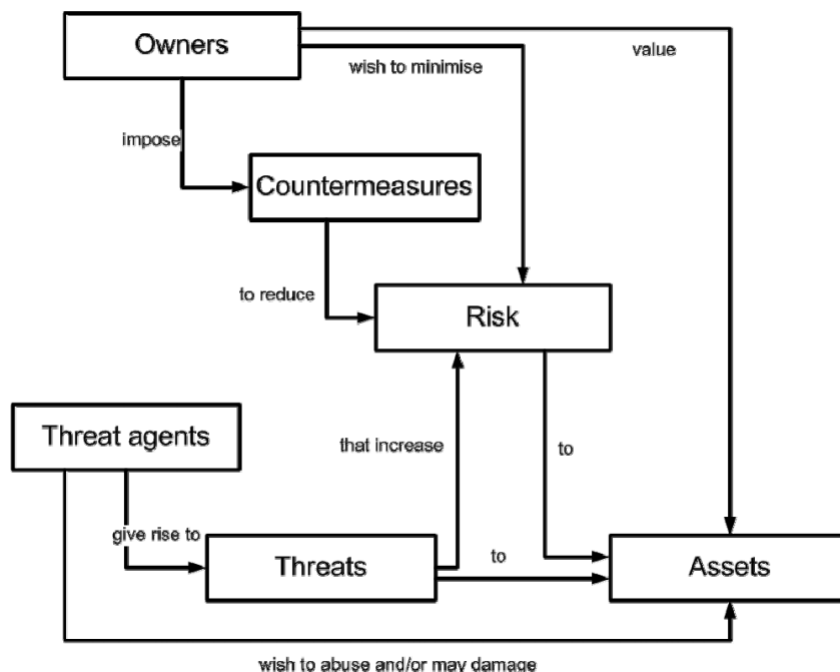 Owners
value
wish to minimise
impose
Countermeasures
to reduce
Risk
Threat agents
that increase
to
give rise to
Threats
to
Assets
wish to abuse and/or may damage